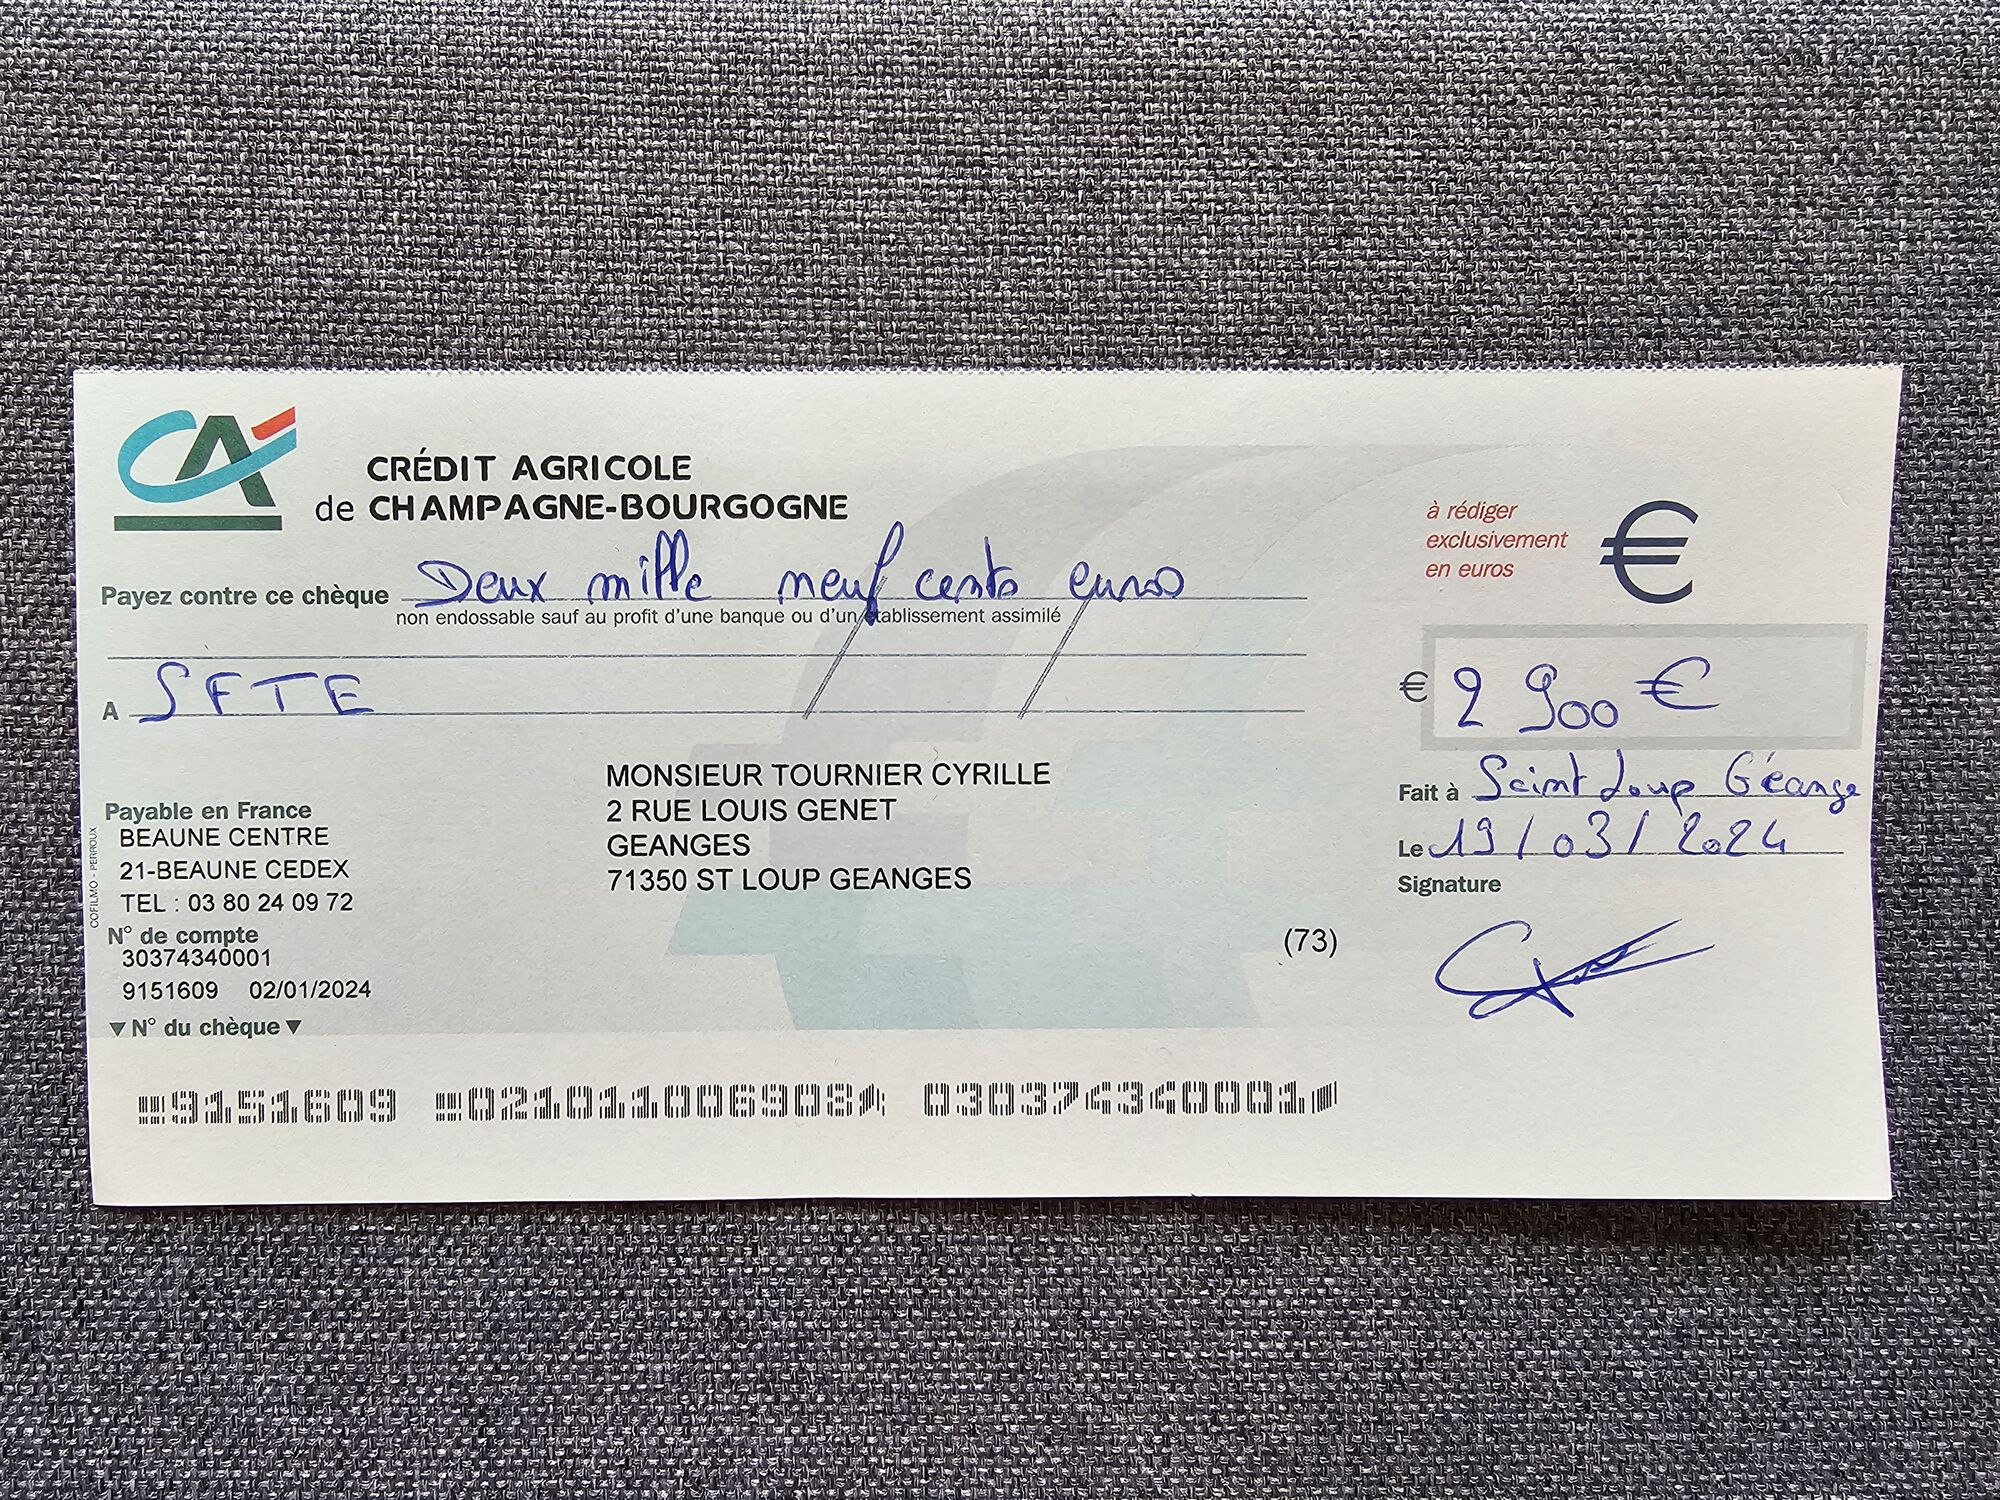 CA
CRÉDIT AGRICOLE
de CHAMPAGNE-BOURGOGNE
à rédiger
exclusivement
en euros
€
Payez contre ce chèque Deux mille neuf cents euros
non endossable sauf au profit d'une banque ou d'un établissement assimilé
A SFTE
€ 2 900 €
Payable en France
BEAUNE CENTRE
21-BEAUNE CEDEX
TEL : 03 80 24 09 72
COFILMO - PERROUX
N° de compte
30374340001
9151609 02/01/2024
▼ N° du chèque ▼
MONSIEUR TOURNIER CYRILLE
2 RUE LOUIS GENET
GEANGES
71350 ST LOUP GEANGES
(73)
Fait à Saint Loup Géange
Le 19/03/2024
Signature
9151609 021011006908 030374340001